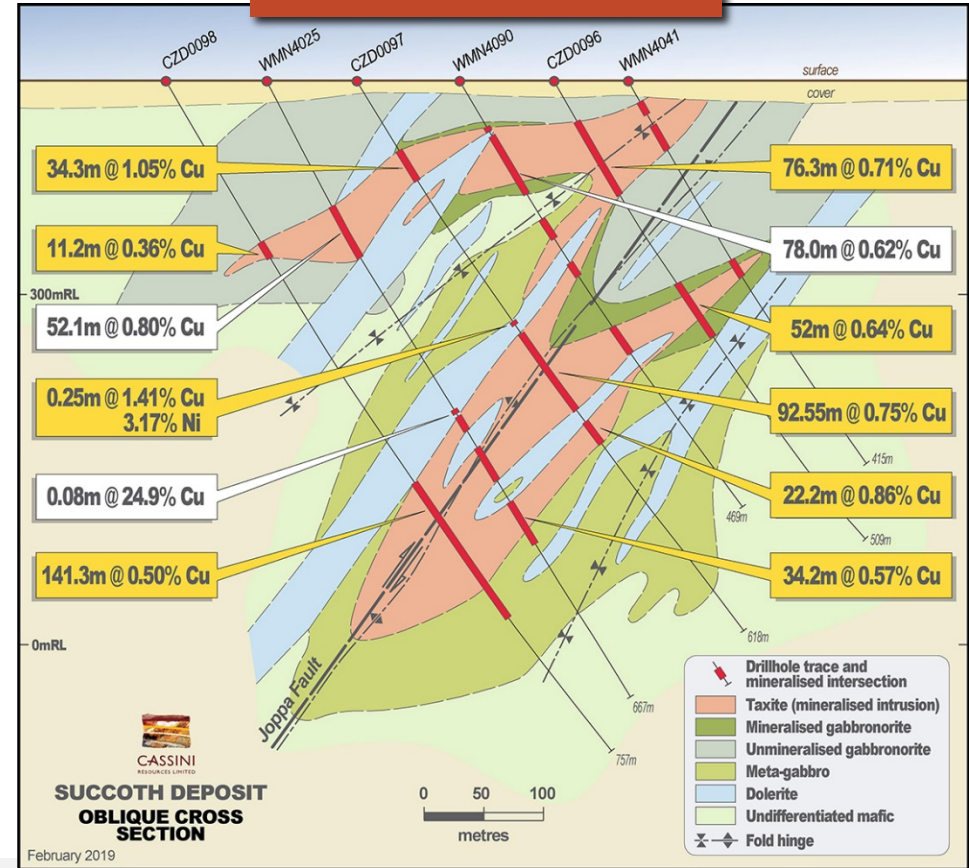 CZD0098
WMN4025
CZD0097
WMN4090
CZD0096
WMN4041
surface
cover
34.3m @ 1.05% Cu
11.2m @ 0.36% Cu
300mRL
52.1m @ 0.80% Cu
0.25m @ 1.41% Cu
3.17% Ni
0.08m @ 24.9% Cu
141.3m @ 0.50% Cu
0mRL
76.3m @ 0.71% Cu
78.0m @ 0.62% Cu
52m @ 0.64% Cu
92.55m @ 0.75% Cu
22.2m @ 0.86% Cu
34.2m @ 0.57% Cu
415m
469m
509m
618m
667m
757m
Joppa Fault
CASSINI
RESOURCES LIMITED
SUCCOTH DEPOSIT
OBLIQUE CROSS
SECTION
February 2019
0 50 100
metres
Drillhole trace and
mineralised intersection
Taxite (mineralised intrusion)
Mineralised gabbronorite
Unmineralised gabbronorite
Meta-gabbro
Dolerite
Undifferentiated mafic
Fold hinge